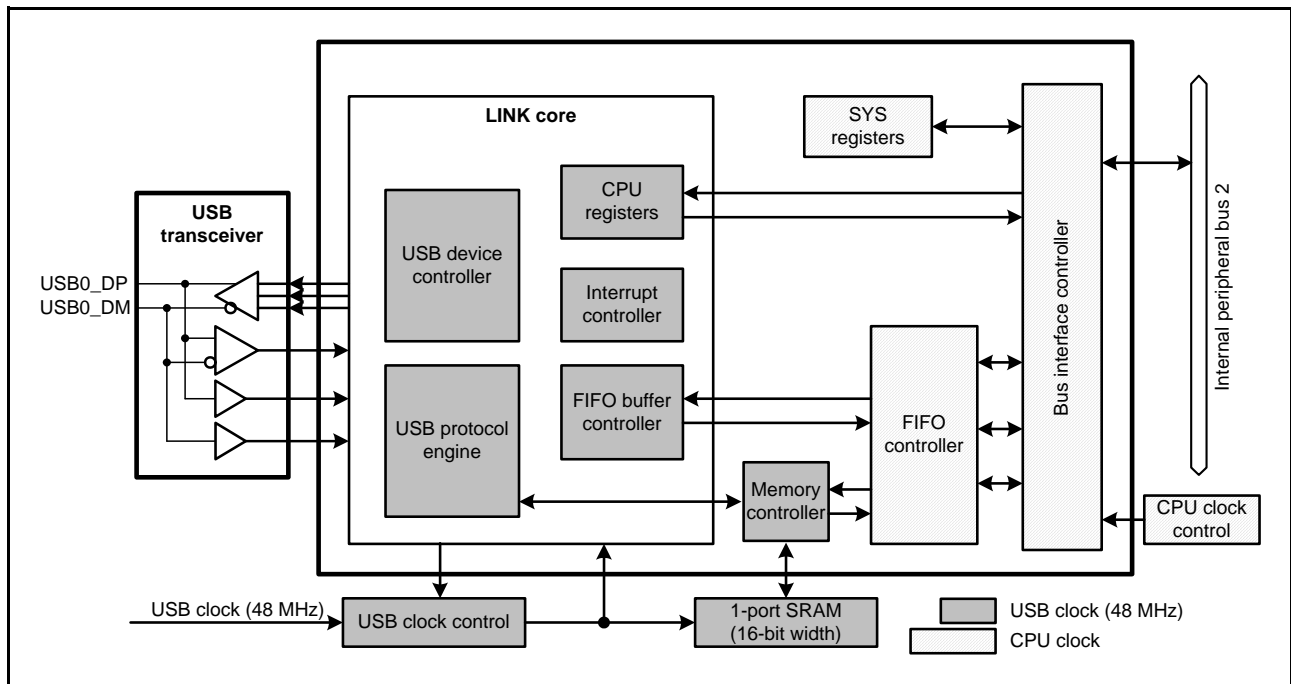 LINK core
SYS
registers
CPU
registers
USB
transceiver
USB device
controller
USB0_DP
USB0_DM
Interrupt
controller
Internal peripheral bus 2
Bus interface controller
USB protocol
engine
FIFO buffer
controller
FIFO
controller
Memory
controller
CPU clock
control
USB clock (48 MHz)
USB clock control
1-port SRAM
(16-bit width)
USB clock (48 MHz)
CPU clock